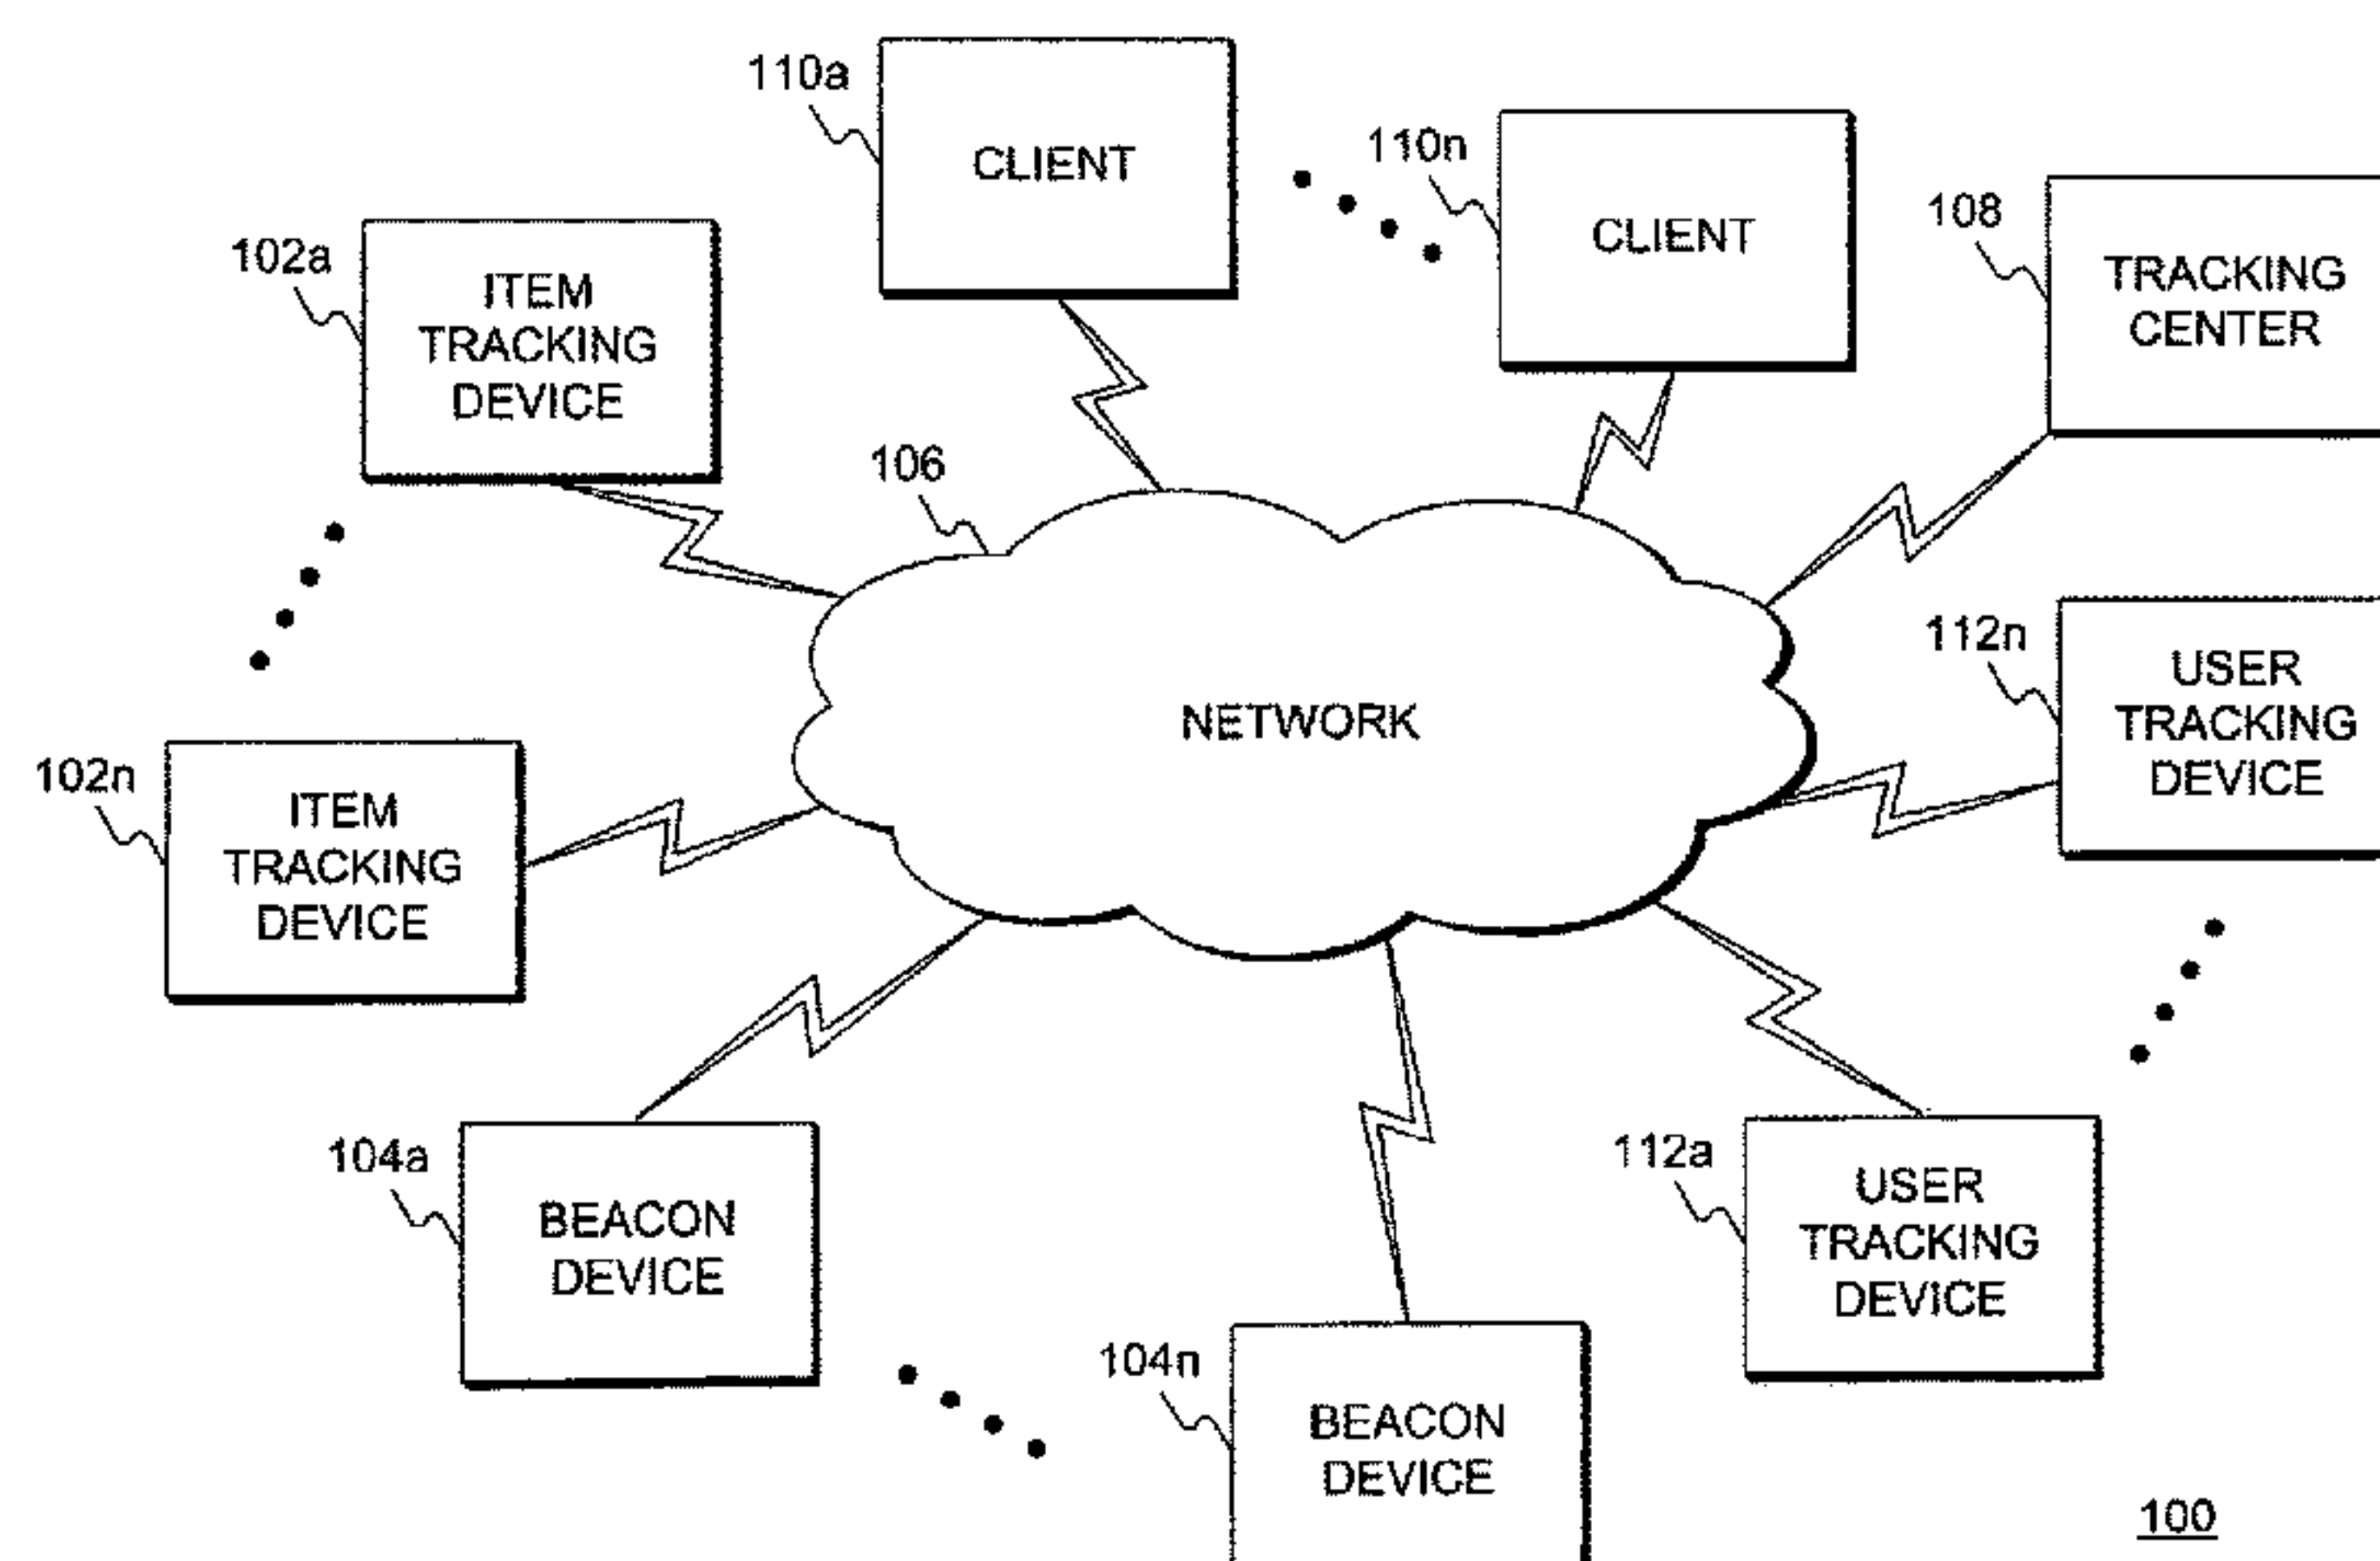 110a
CLIENT
110n
CLIENT
108
TRACKING
CENTER
102a
ITEM
TRACKING
DEVICE
106
NETWORK
112n
USER
TRACKING
DEVICE
102n
ITEM
TRACKING
DEVICE
104a
BEACON
DEVICE
112a
USER
TRACKING
DEVICE
104n
BEACON
DEVICE
100